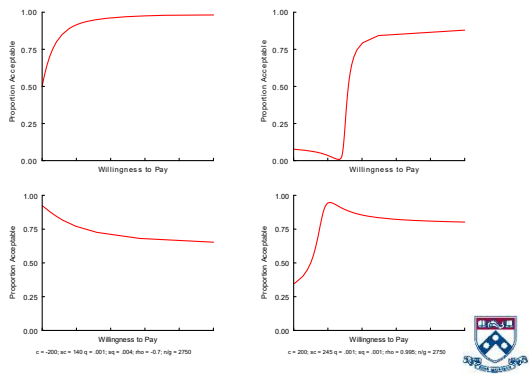 1.00
0.75
0.50
0.25
0.00
Proportion Acceptable
Willingness to Pay
1.00
0.75
0.50
0.25
0.00
Proportion Acceptable
Willingness to Pay
1.00
0.75
0.50
0.25
0.00
Proportion Acceptable
Willingness to Pay
c = -200; sc = 140 q = .001; sq = .004; rho = -0.7; n/g = 2750
1.00
0.75
0.50
0.25
0.00
Proportion Acceptable
Willingness to Pay
c = 200; sc = 245 q = .001; sq = .001; rho = 0.995; n/g = 2750